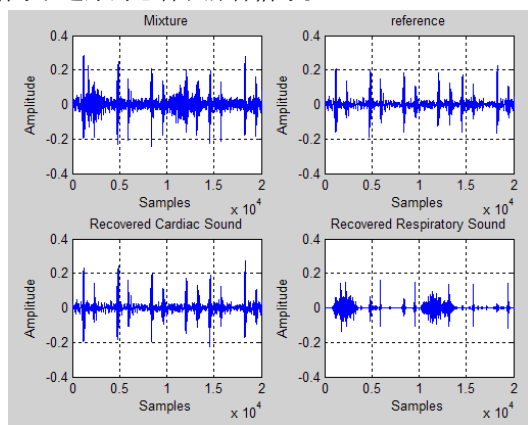 Mixture
reference
0.4
0.2
0
-0.2
-0.4
Amplitude
0 0.5 1 1.5 2
Samples
x 10^4
0.4
0.2
0
-0.2
-0.4
Amplitude
0 0.5 1 1.5 2
Samples
x 10^4
Recovered Cardiac Sound
Recovered Respiratory Sound
0.4
0.2
0
-0.2
-0.4
Amplitude
0 0.5 1 1.5 2
Samples
x 10^4
0.4
0.2
0
-0.2
-0.4
Amplitude
0 0.5 1 1.5 2
Samples
x 10^4